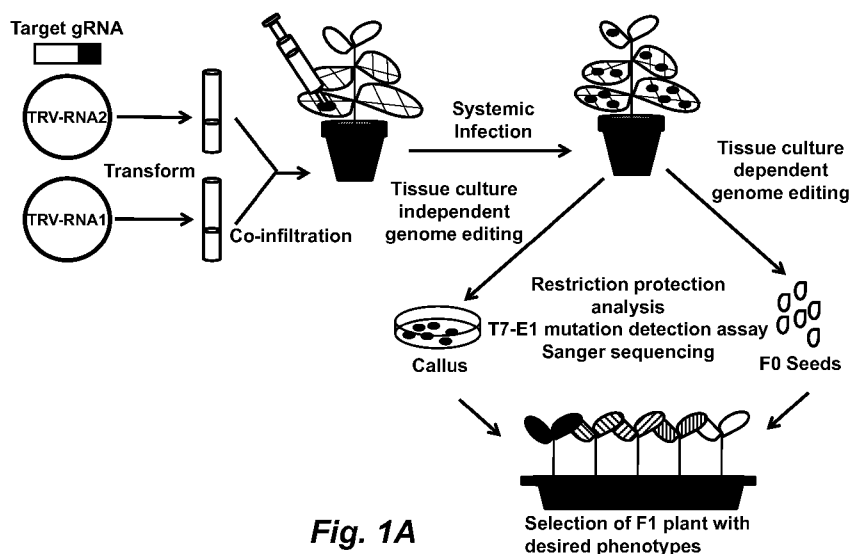 Target gRNA
TRV-RNA2
Transform
TRV-RNA1
Co-infiltration
Systemic
Infection
Tissue culture
independent
genome editing
Tissue culture
dependent
genome editing
Restriction protection
analysis
T7-E1 mutation detection assay
Sanger sequencing
Callus
F0 Seeds
Selection of F1 plant with
desired phenotypes
Fig. 1A